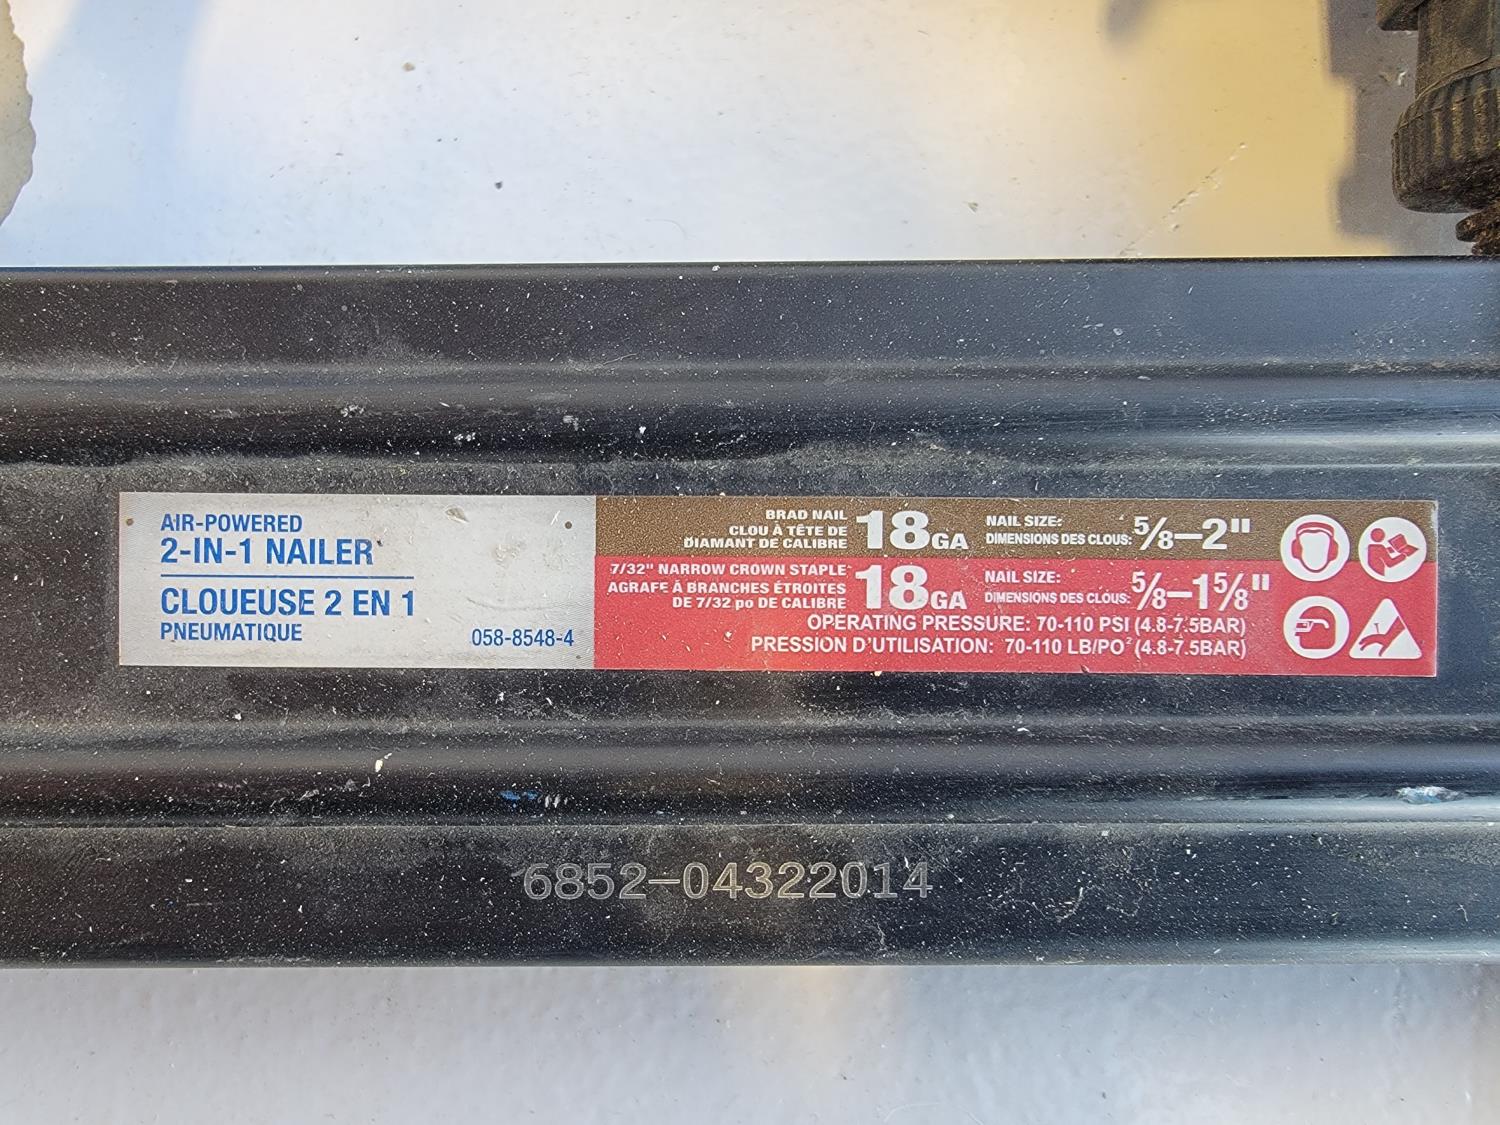 AIR-POWERED
2-IN-1 NAILER
CLOUEUSE 2 EN 1
PNEUMATIQUE
058-8548-4
BRAD NAIL
CLOU À TÊTE DE
DIAMANT DE CALIBRE
18GA
NAIL SIZE:
DIMENSIONS DES CLOUS:
5/8–2"
7/32" NARROW CROWN STAPLE
AGRAFE À BRANCHES ÉTROITES
DE 7/32 po DE CALIBRE
18GA
NAIL SIZE:
DIMENSIONS DES CLOUS:
5/8–1 5/8"
OPERATING PRESSURE: 70-110 PSI (4.8-7.5BAR)
PRESSION D'UTILISATION: 70-110 LB/PO² (4.8-7.5BAR)
6852-04322014